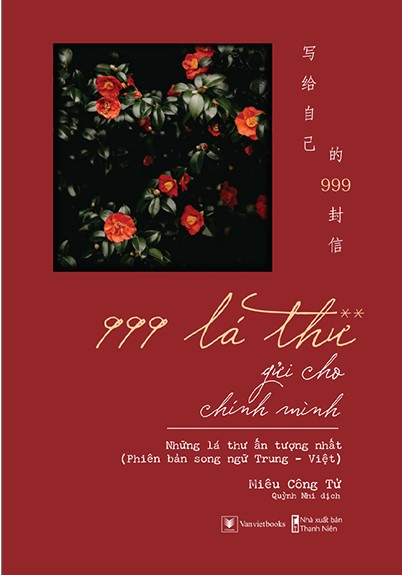 写给自己
的999封信
999 lá thư**
gửi cho
chính mình
Những lá thư ấn tượng nhất
(Phiên bản song ngữ Trung - Việt)
Miêu Công Tử
Quỳnh Nhi dịch
Vanvietbooks
Nhà xuất bản
Thanh Niên